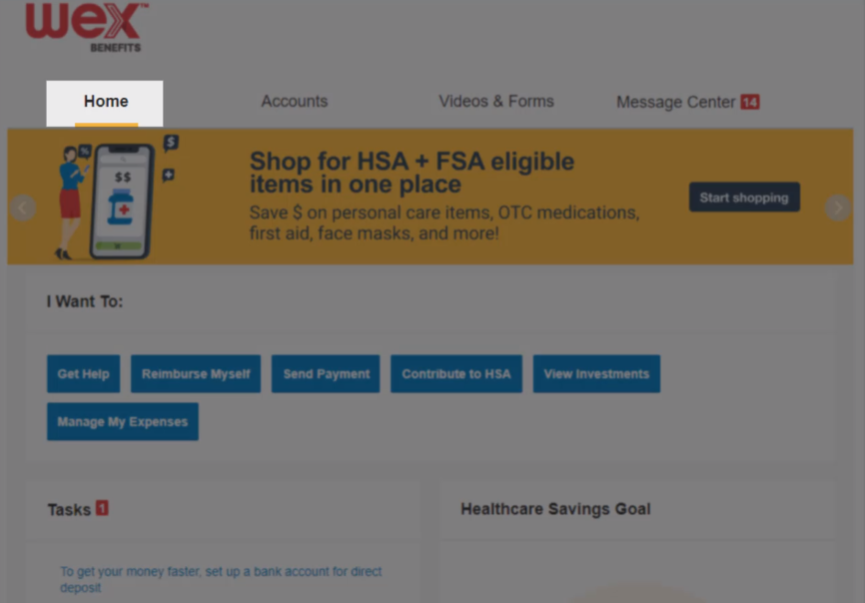 wex™
BENEFITS
Home
Accounts
Videos & Forms
Message Center 14
$
$$
Shop for HSA + FSA eligible
items in one place
Save $ on personal care items, OTC medications,
first aid, face masks, and more!
Start shopping
I Want To:
Get Help
Reimburse Myself
Send Payment
Contribute to HSA
View Investments
Manage My Expenses
Tasks 1
Healthcare Savings Goal
To get your money faster, set up a bank account for direct
deposit